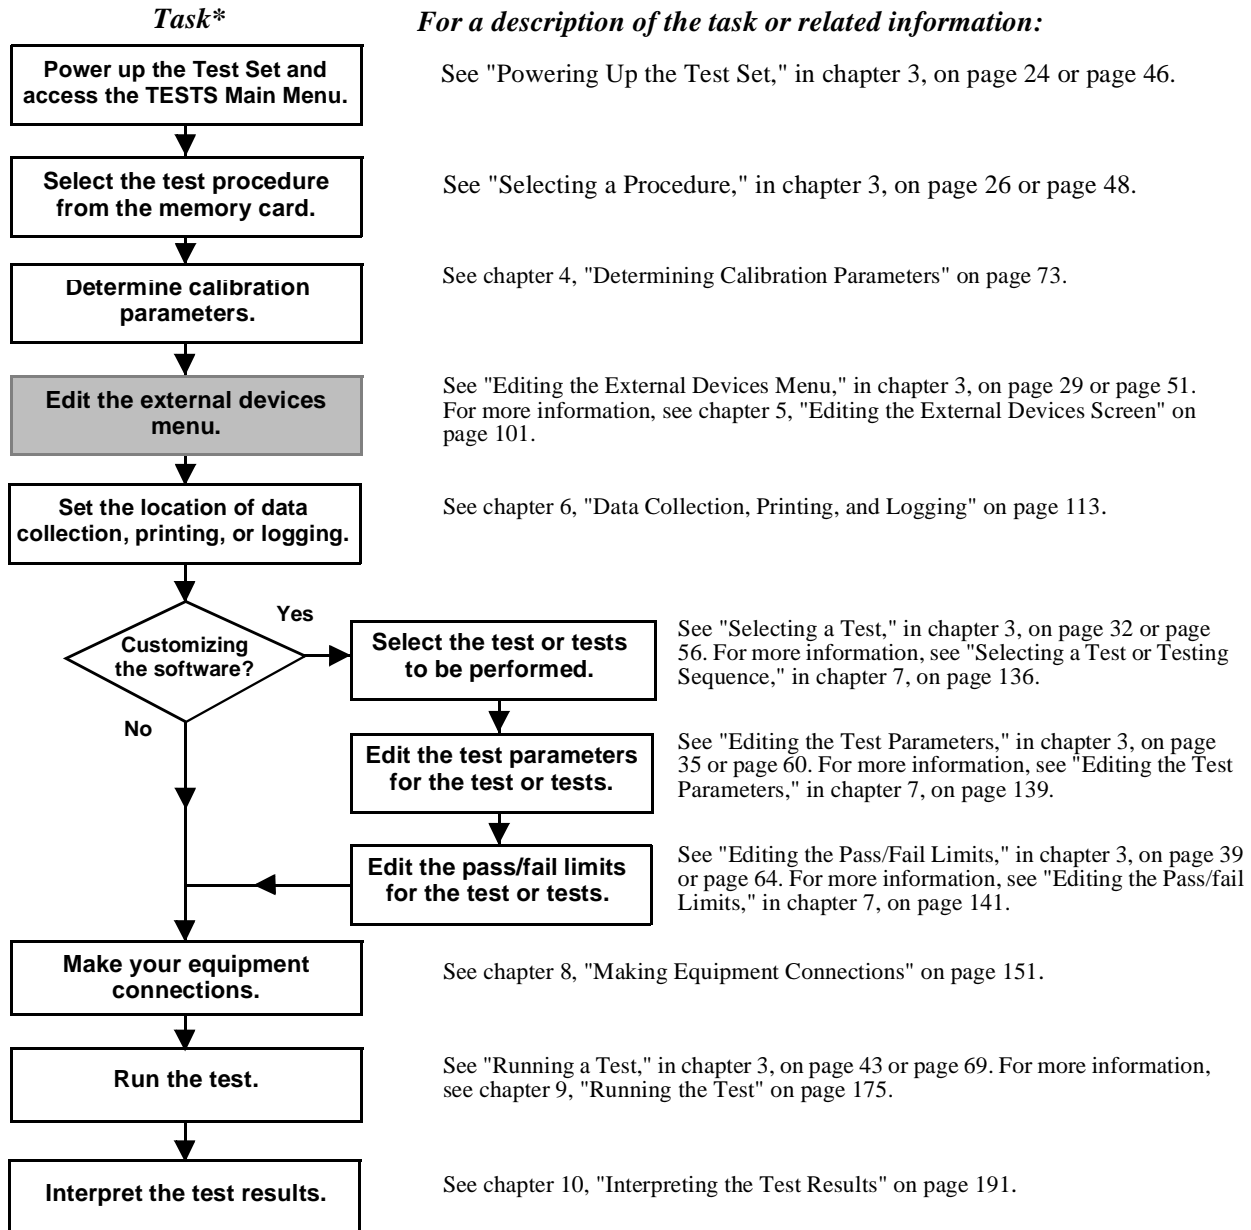 Task*
For a description of the task or related information:
Power up the Test Set and
access the TESTS Main Menu.
See "Powering Up the Test Set," in chapter 3, on page 24 or page 46.
Select the test procedure
from the memory card.
See "Selecting a Procedure," in chapter 3, on page 26 or page 48.
Determine calibration
parameters.
See chapter 4, "Determining Calibration Parameters" on page 73.
Edit the external devices
menu.
See "Editing the External Devices Menu," in chapter 3, on page 29 or page 51.
For more information, see chapter 5, "Editing the External Devices Screen" on
page 101.
Set the location of data
collection, printing, or logging.
See chapter 6, "Data Collection, Printing, and Logging" on page 113.
Customizing
the software?
Yes
No
Select the test or tests
to be performed.
See "Selecting a Test," in chapter 3, on page 32 or page
56. For more information, see "Selecting a Test or Testing
Sequence," in chapter 7, on page 136.
Edit the test parameters
for the test or tests.
See "Editing the Test Parameters," in chapter 3, on page
35 or page 60. For more information, see "Editing the Test
Parameters," in chapter 7, on page 139.
Edit the pass/fail limits
for the test or tests.
See "Editing the Pass/Fail Limits," in chapter 3, on page 39
or page 64. For more information, see "Editing the Pass/fail
Limits," in chapter 7, on page 141.
Make your equipment
connections.
See chapter 8, "Making Equipment Connections" on page 151.
Run the test.
See "Running a Test," in chapter 3, on page 43 or page 69. For more information,
see chapter 9, "Running the Test" on page 175.
Interpret the test results.
See chapter 10, "Interpreting the Test Results" on page 191.